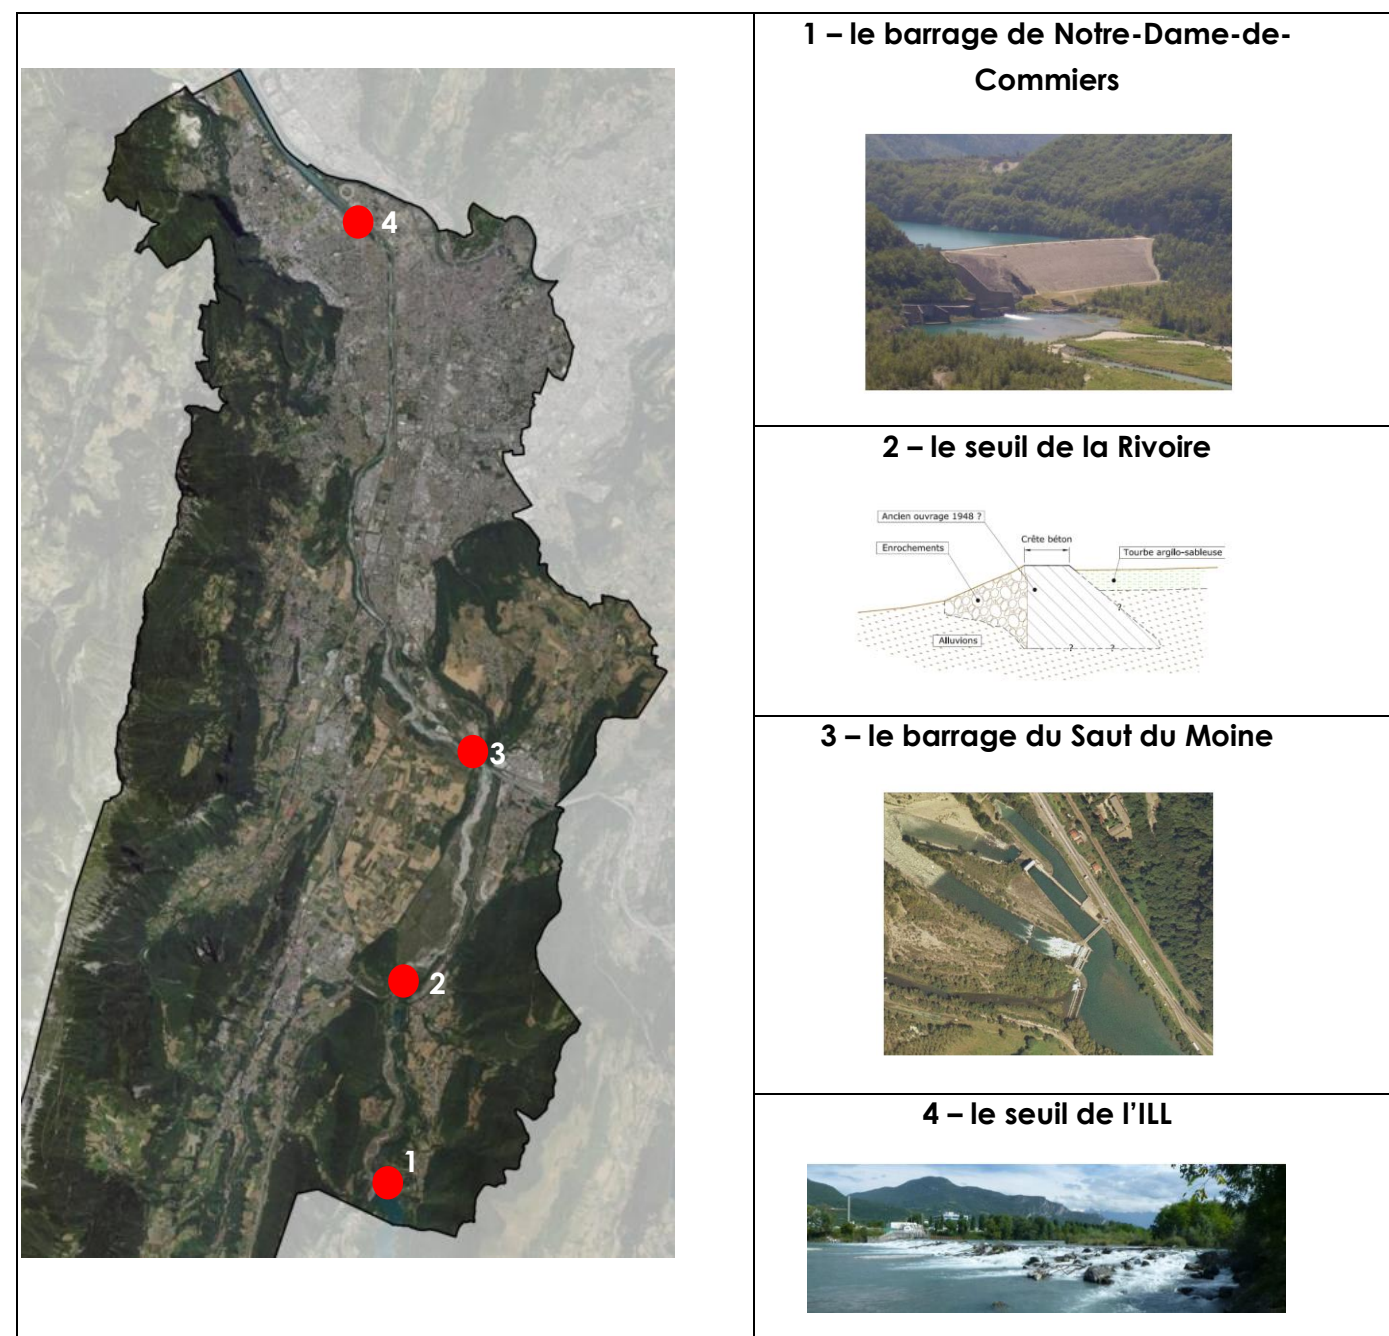 1 – le barrage de Notre-Dame-de-
Commiers
2 – le seuil de la Rivoire
Ancien ouvrage 1948 ?
Crête béton
Enrochements
Tourbe argilo-sableuse
?
Alluvions
?
?
3 – le barrage du Saut du Moine
4 – le seuil de l'ILL
4
3
2
1